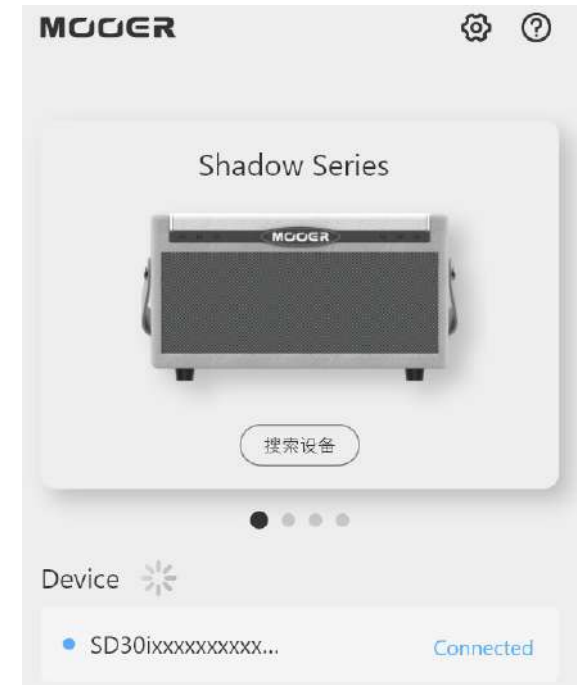 MOOER
Shadow Series
MOOER
搜索设备
Device
SD30ixxxxxxxxxx...
Connected